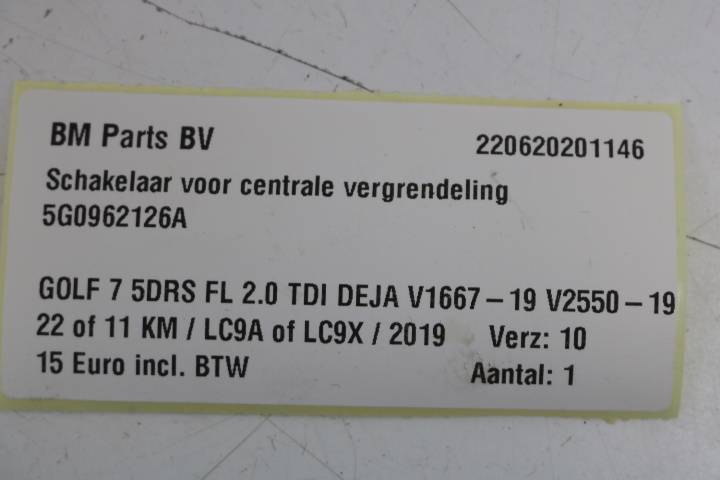 BM Parts BV 220620201146
Schakelaar voor centrale vergrendeling
5G0962126A
GOLF 7 5DRS FL 2.0 TDI DEJA V1667 – 19 V2550 – 19
22 of 11 KM / LC9A of LC9X / 2019 Verz: 10
15 Euro incl. BTW Aantal: 1